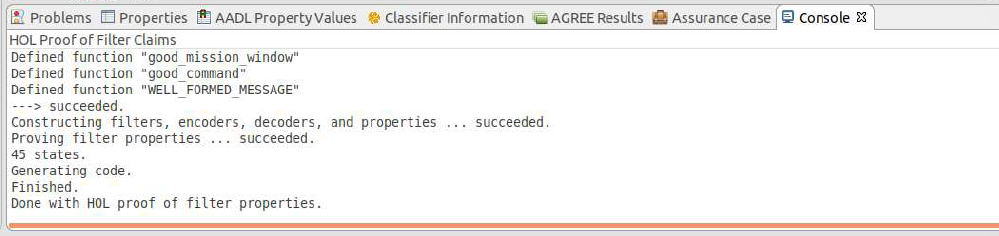 Problems Properties AADL Property Values Classifier Information AGREE Results Assurance Case Console
HOL Proof of Filter Claims
Defined function "good_mission_window"
Defined function "good_command"
Defined function "WELL_FORMED_MESSAGE"
---> succeeded.
Constructing filters, encoders, decoders, and properties ... succeeded.
Proving filter properties ... succeeded.
45 states.
Generating code.
Finished.
Done with HOL proof of filter properties.